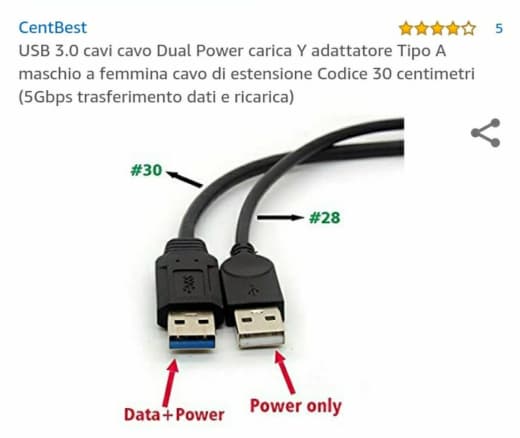 CentBest
5
USB 3.0 cavi cavo Dual Power carica Y adattatore Tipo A
maschio a femmina cavo di estensione Codice 30 centimetri
(5Gbps trasferimento dati e ricarica)
#30
#28
Data+Power
Power only